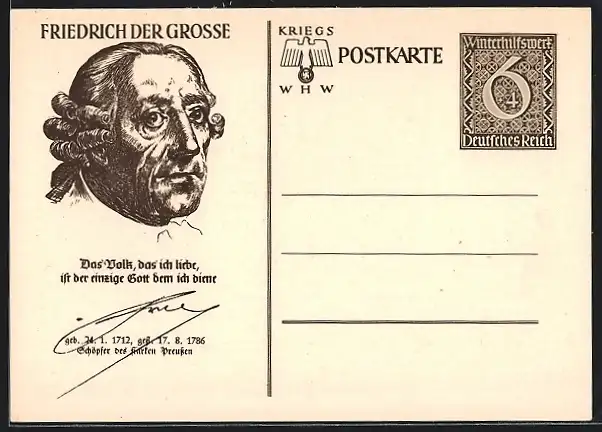 FRIEDRICH DER GROSSE
Das Volk, das ich liebe,
ist der einzige Gott dem ich diene
geb. 24. 1. 1712, gest. 17. 8. 1786
Schöpfer des starken Preußen
KRIEGS
WHW
POSTKARTE
Winterhilfswerk
6
+4
Deutsches Reich